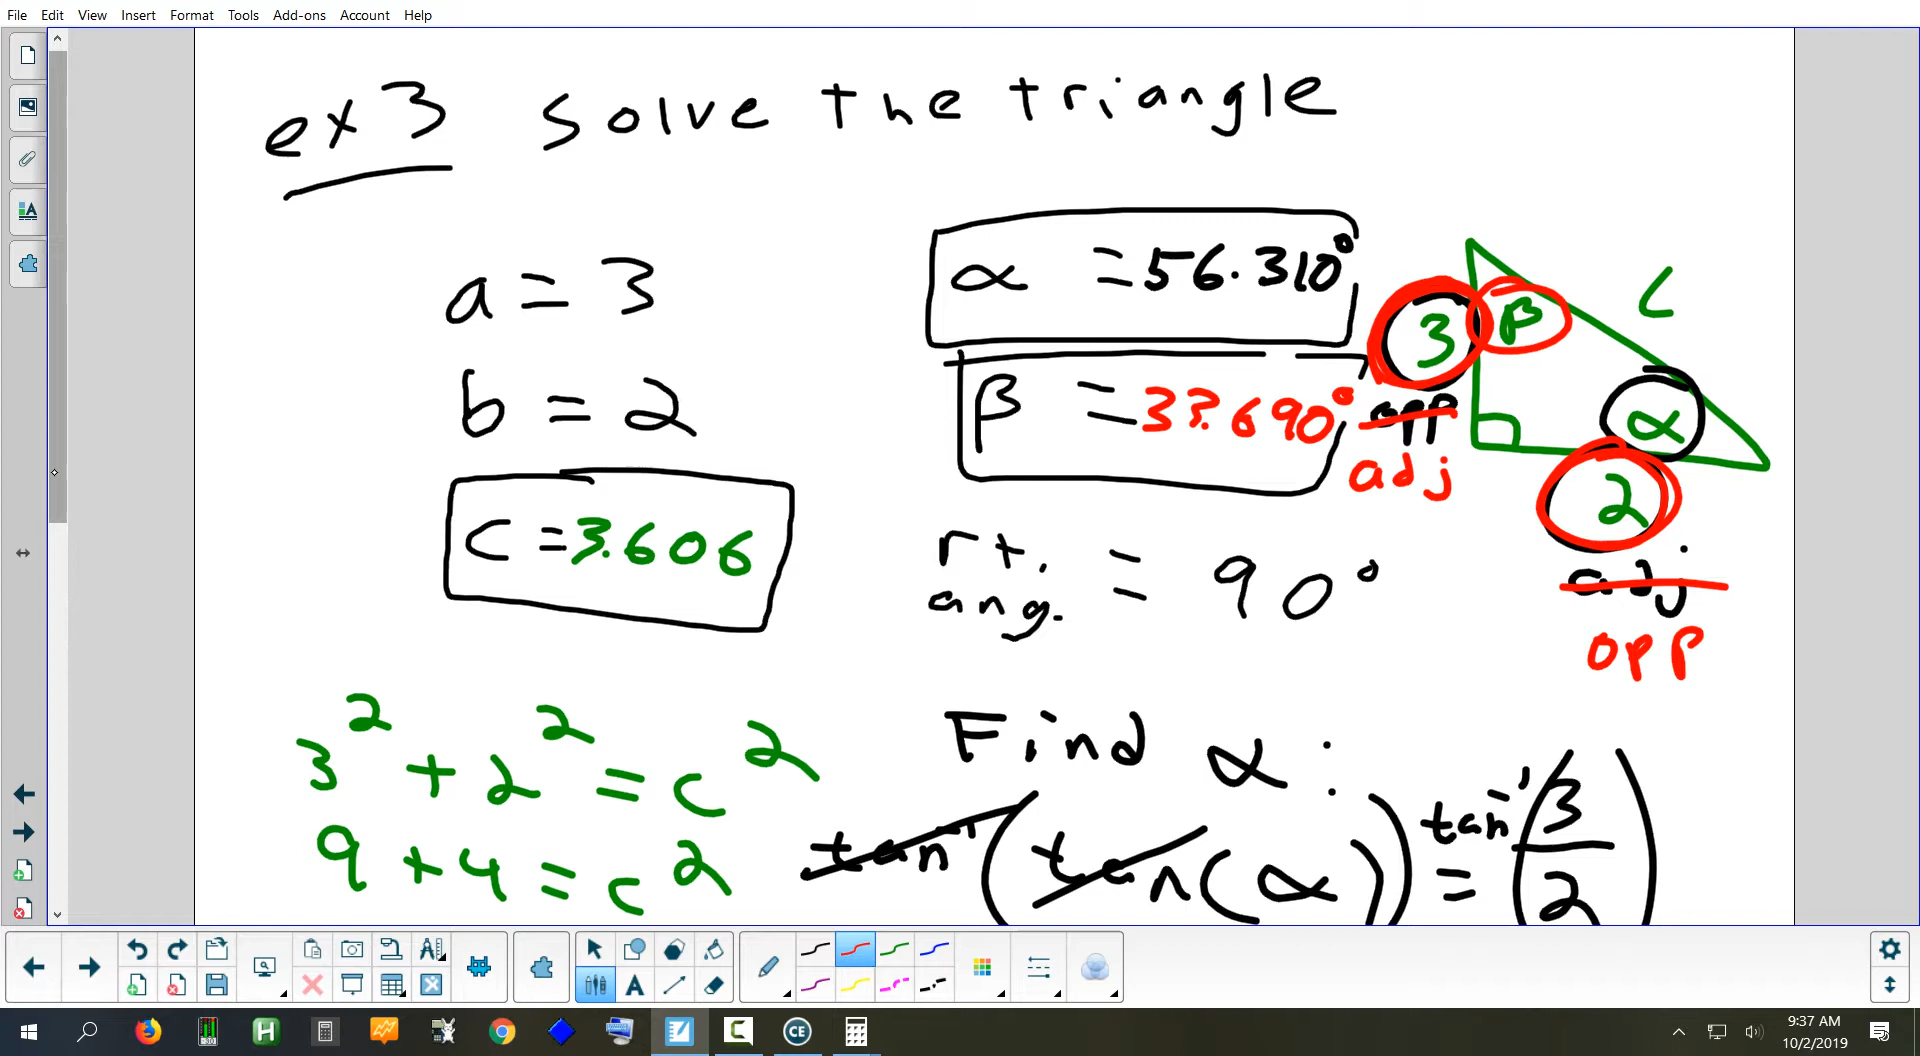 File Edit View Insert Format Tools Add-ons Account Help
ex 3 solve the triangle
a = 3
b = 2
c = 3.606
α = 56.310°
β = 33.690°
rt. ang. = 90°
3
β
c
α
opp
adj
2
adj
opp
3² + 2² = c²
9 + 4 = c²
Find α:
tan⁻¹(tan(α)) = tan⁻¹(3/2)
A
CE
9:37 AM
10/2/2019